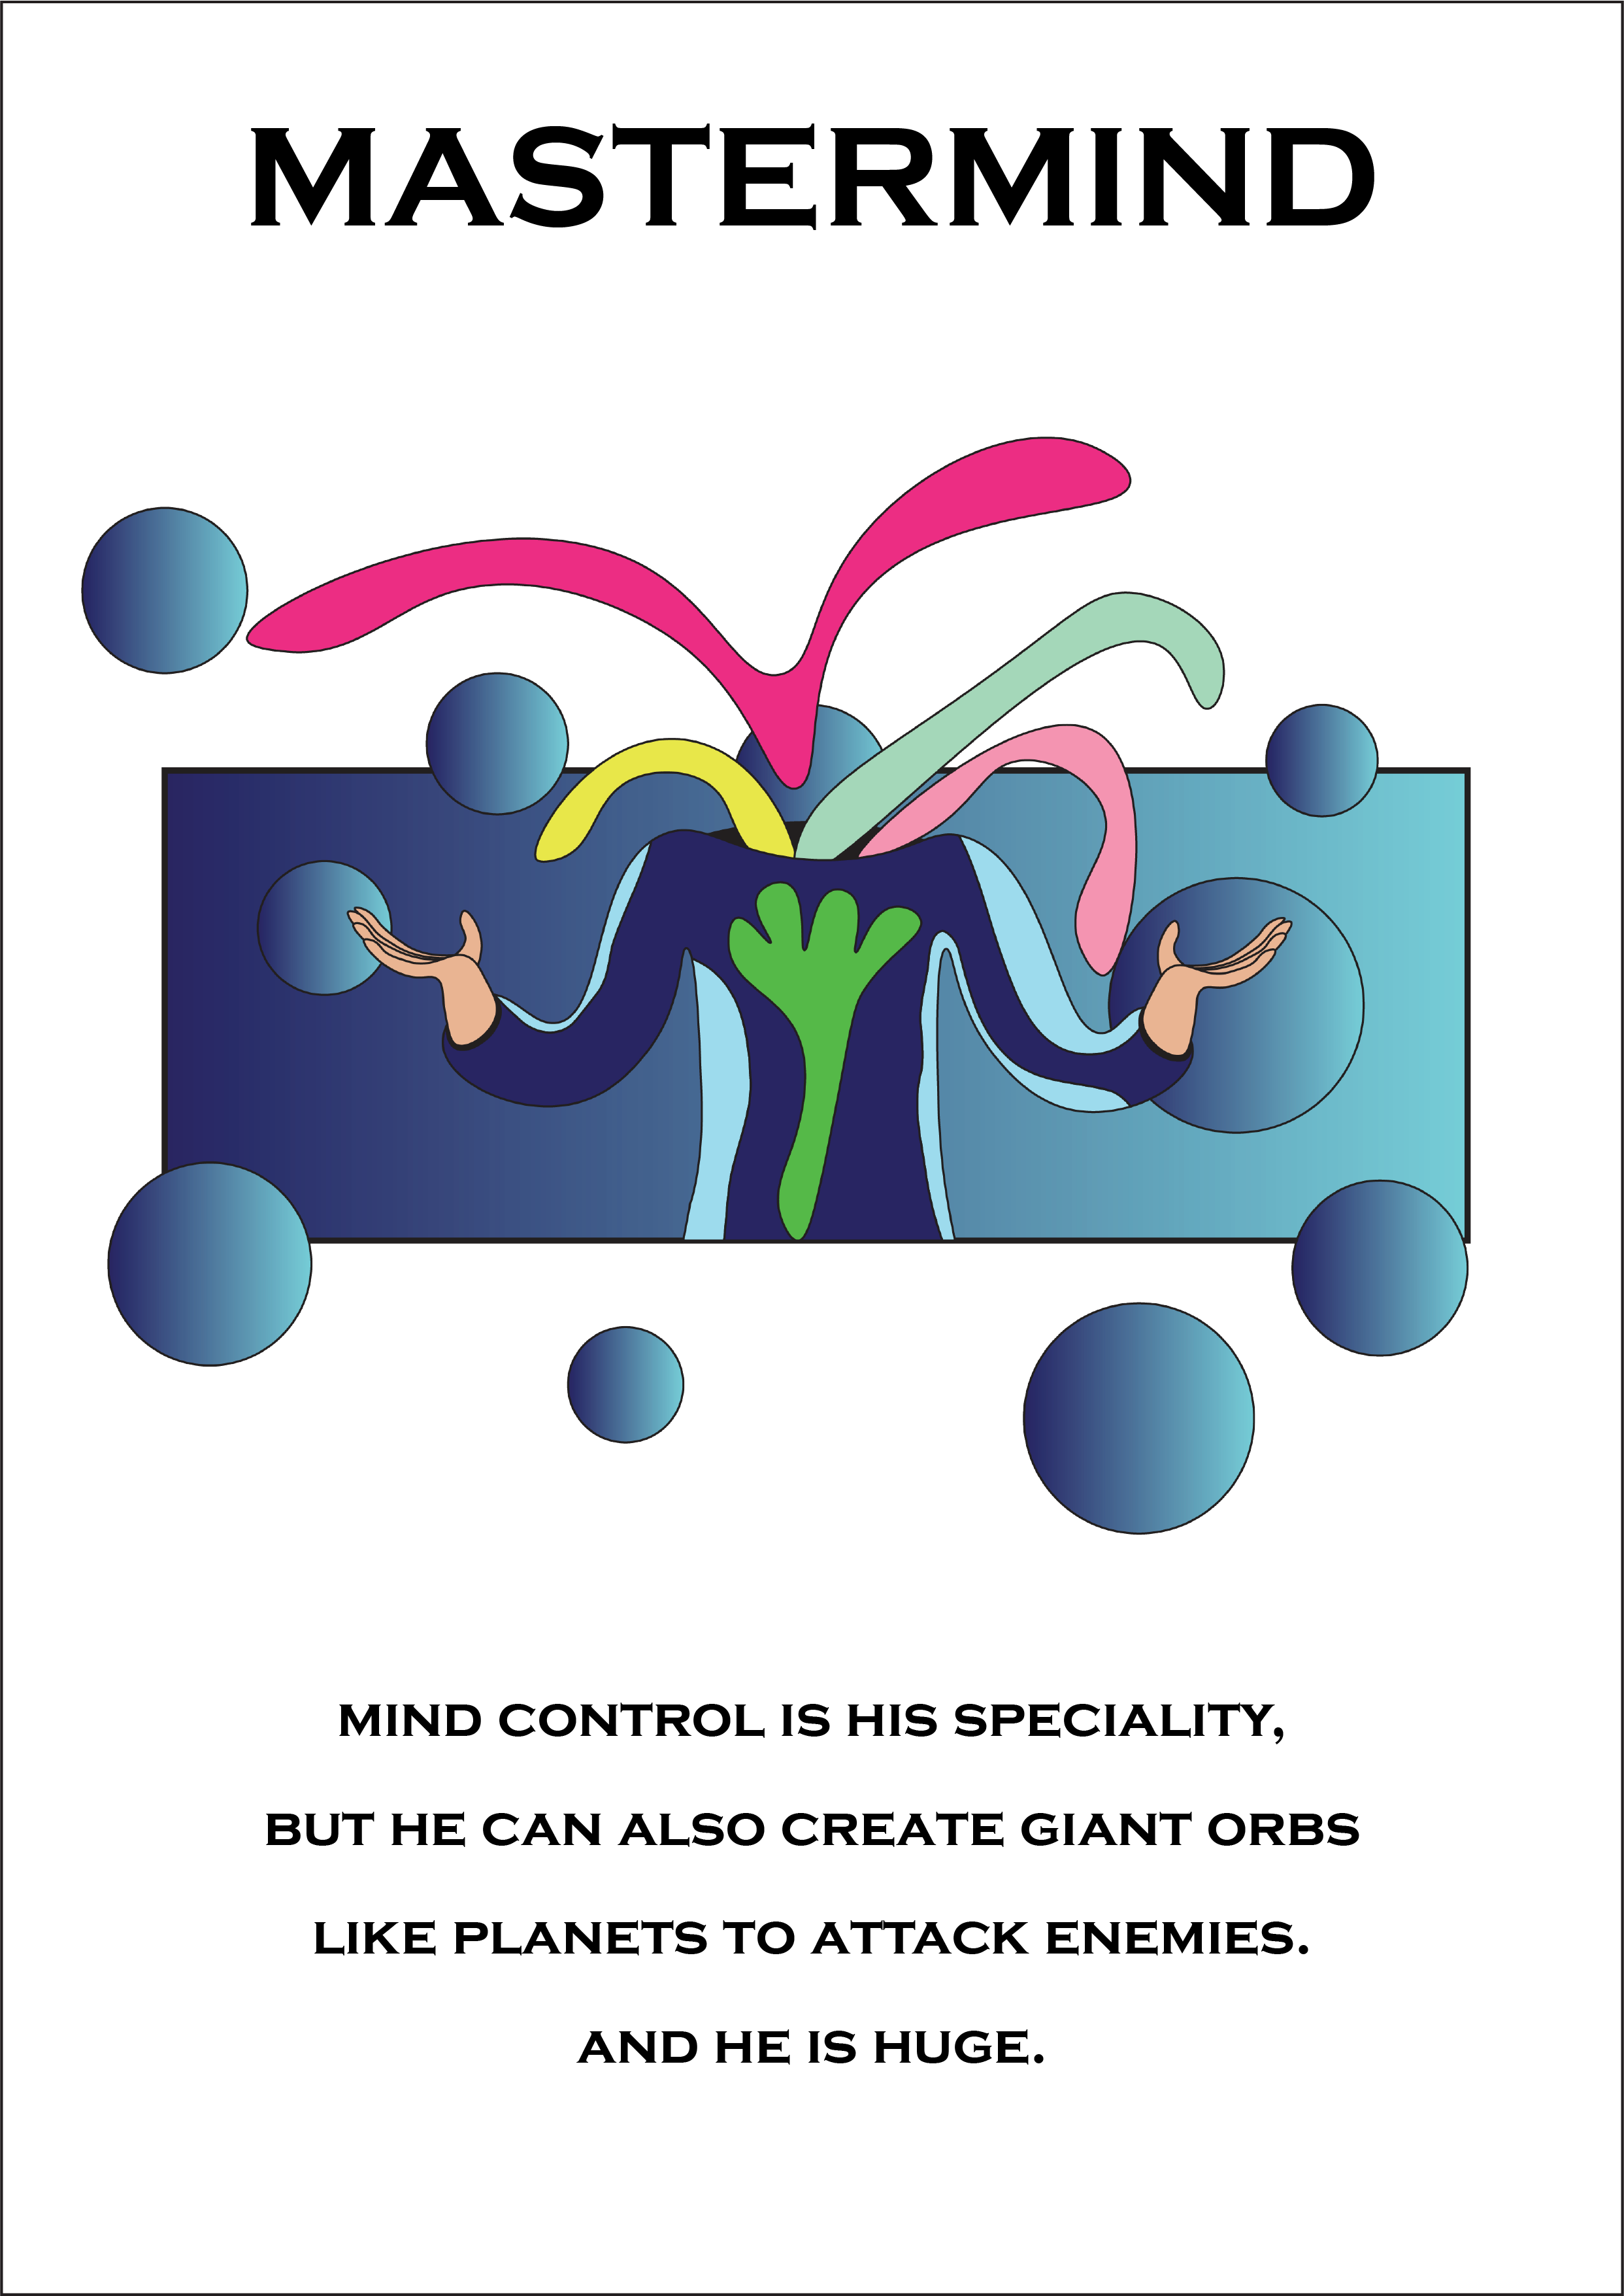 MASTERMIND
MIND CONTROL IS HIS SPECIALITY,
BUT HE CAN ALSO CREATE GIANT ORBS
LIKE PLANETS TO ATTACK ENEMIES.
AND HE IS HUGE.